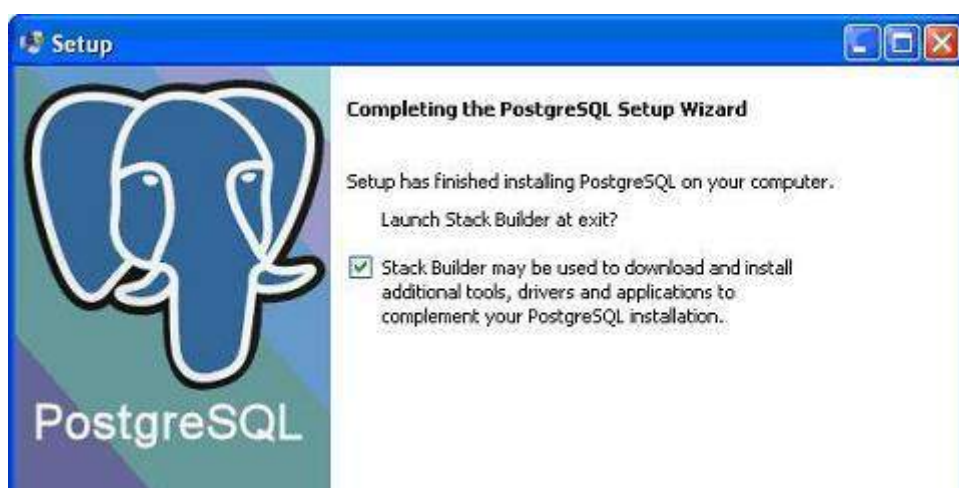 Setup
Completing the PostgreSQL Setup Wizard
Setup has finished installing PostgreSQL on your computer.
Launch Stack Builder at exit?
Stack Builder may be used to download and install
additional tools, drivers and applications to
complement your PostgreSQL installation.
PostgreSQL